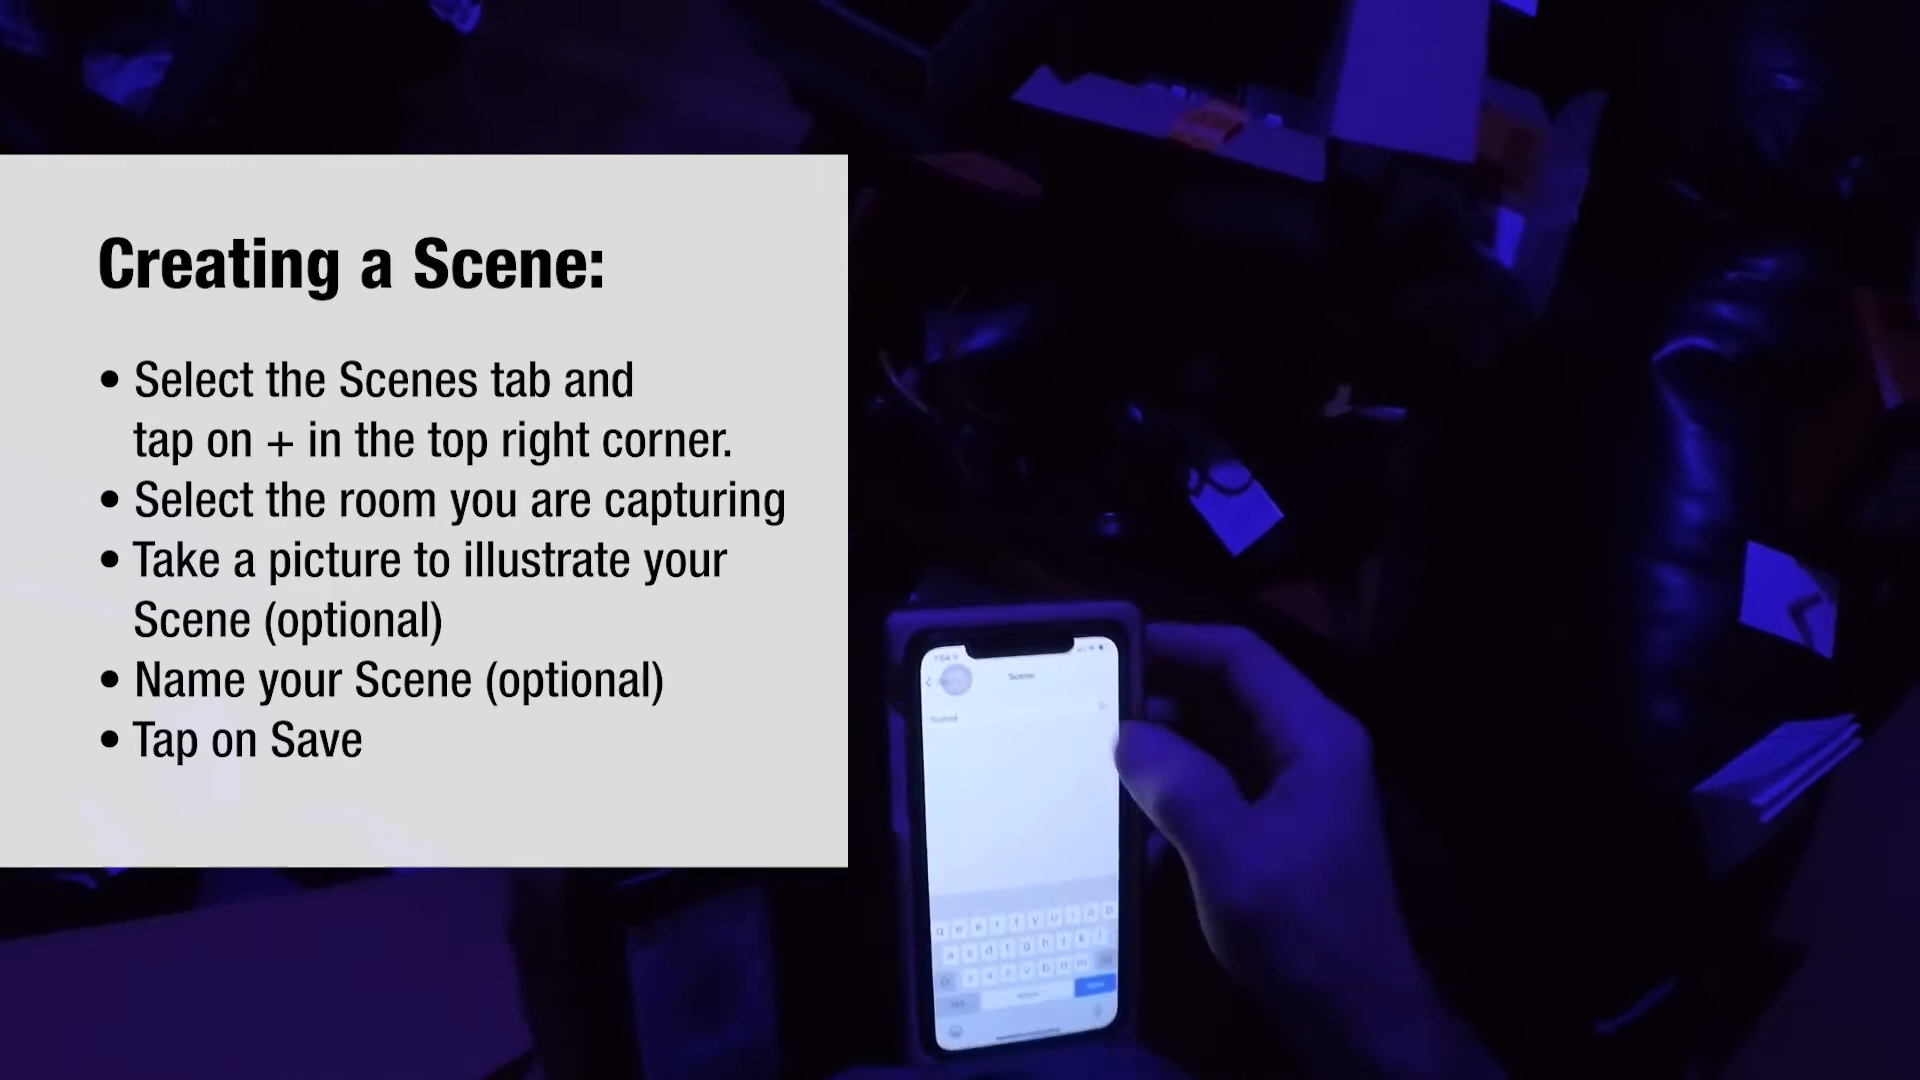 Creating a Scene:
• Select the Scenes tab and
tap on + in the top right corner.
• Select the room you are capturing
• Take a picture to illustrate your
Scene (optional)
• Name your Scene (optional)
• Tap on Save
Scene